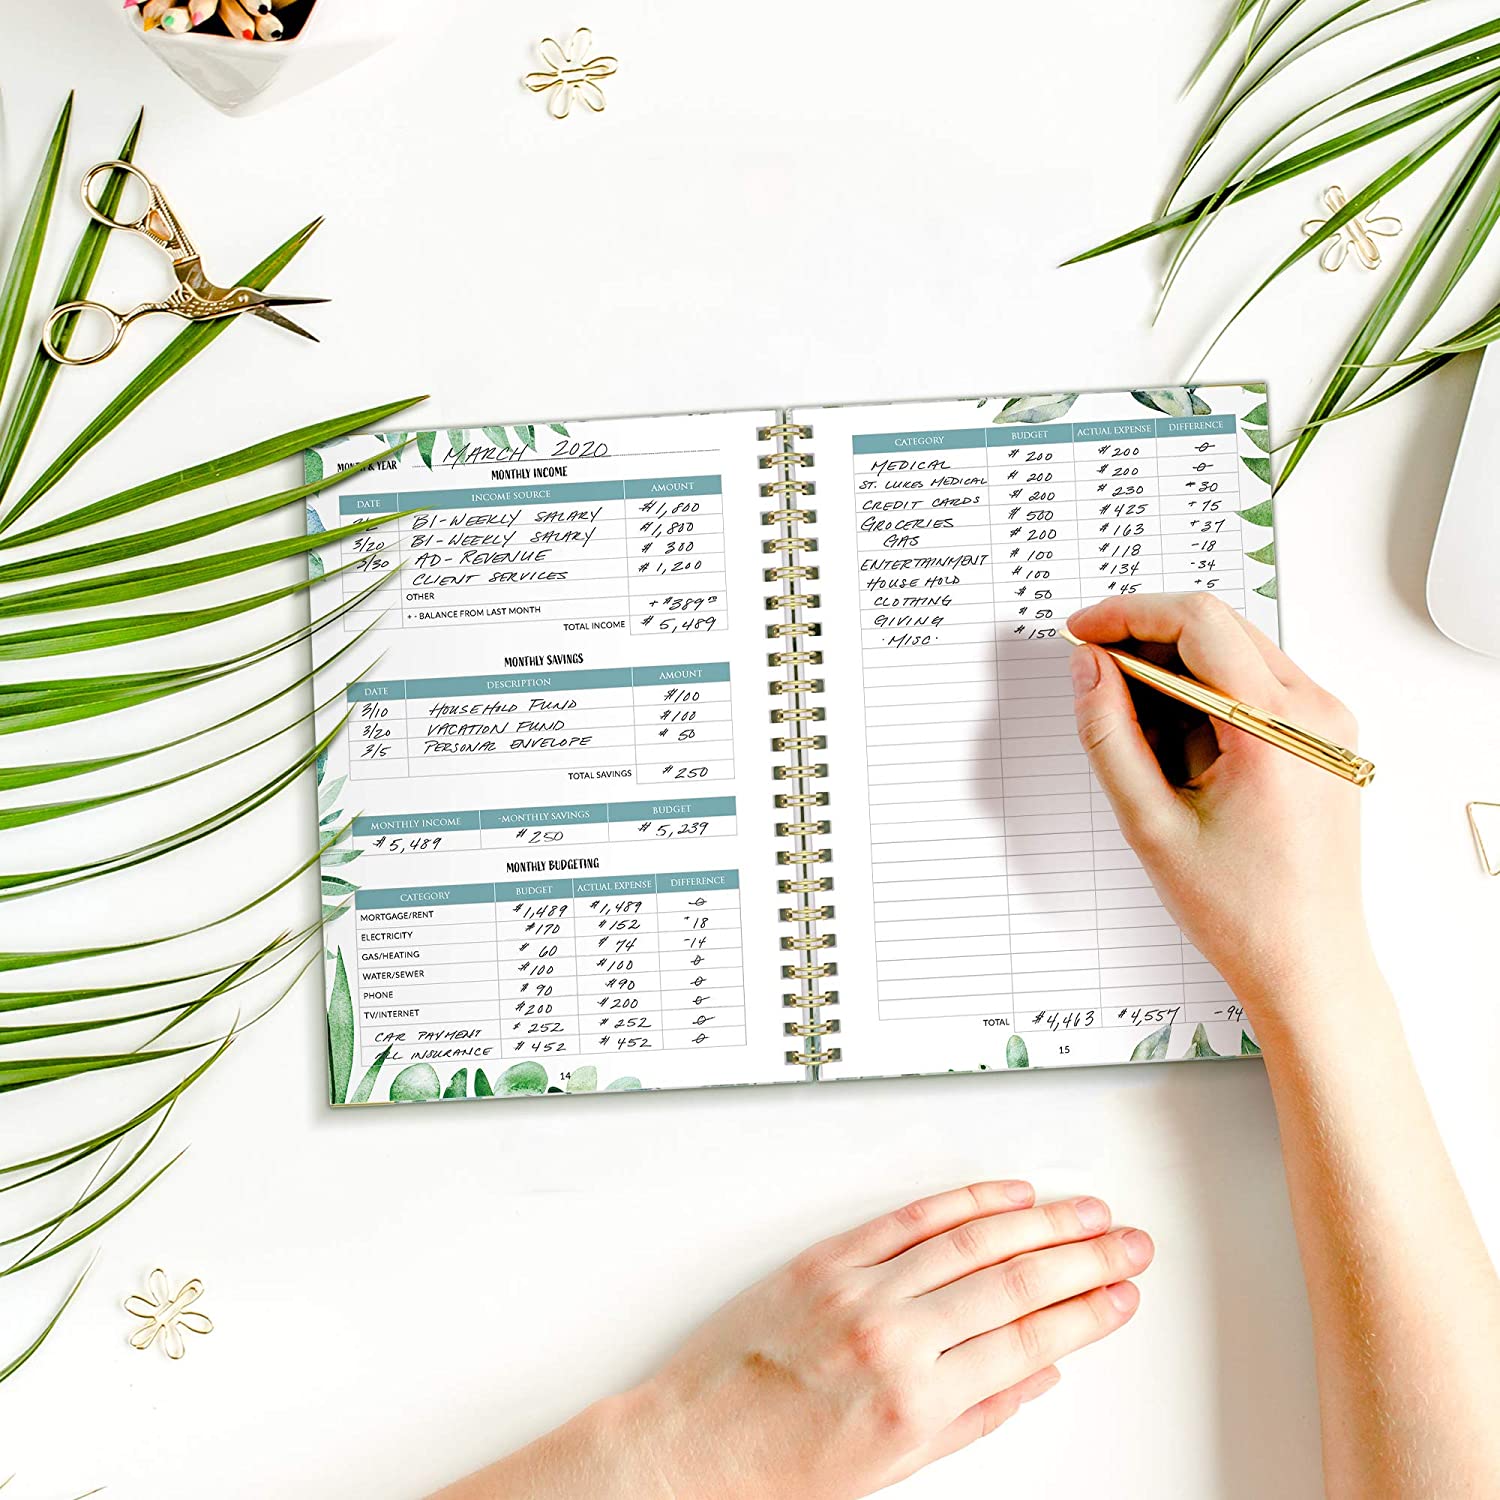 MONTH & YEAR MARCH 2020
MONTHLY INCOME
DATE INCOME SOURCE AMOUNT
BI-WEEKLY SALARY $1,800
3/20 BI-WEEKLY SALARY $1,800
3/30 AD-REVENUE $ 300
CLIENT SERVICES $1,200
OTHER
+ - BALANCE FROM LAST MONTH + $389
TOTAL INCOME $ 5,489
MONTHLY SAVINGS
DATE DESCRIPTION AMOUNT
3/10 HOUSEHOLD FUND $100
3/20 VACATION FUND $100
3/5 PERSONAL ENVELOPE $ 50
TOTAL SAVINGS $250
MONTHLY INCOME -MONTHLY SAVINGS BUDGET
$5,489 $250 $ 5,239
MONTHLY BUDGETING
CATEGORY BUDGET ACTUAL EXPENSE DIFFERENCE
MORTGAGE/RENT $1,489 $1,489 0
ELECTRICITY $170 $152 +18
GAS/HEATING $ 60 $ 74 -14
WATER/SEWER $100 $100 0
PHONE $ 90 $90 0
TV/INTERNET $200 $200 0
CAR PAYMENT $ 252 $ 252 0
ALL INSURANCE $ 452 $ 452 0
14
CATEGORY BUDGET ACTUAL EXPENSE DIFFERENCE
MEDICAL $ 200 $200 0
ST. LUKES MEDICAL $ 200 $ 200 0
CREDIT CARDS $ 200 $ 230 +30
GROCERIES $ 500 $425 +75
GAS $ 200 $163 +37
ENTERTAINMENT $ 100 $118 -18
HOUSE HOLD $ 100 $134 -34
CLOTHING $ 50 $45 +5
GIVING $ 50
·MISC· $150
TOTAL $4,463 $4,557 -94
15